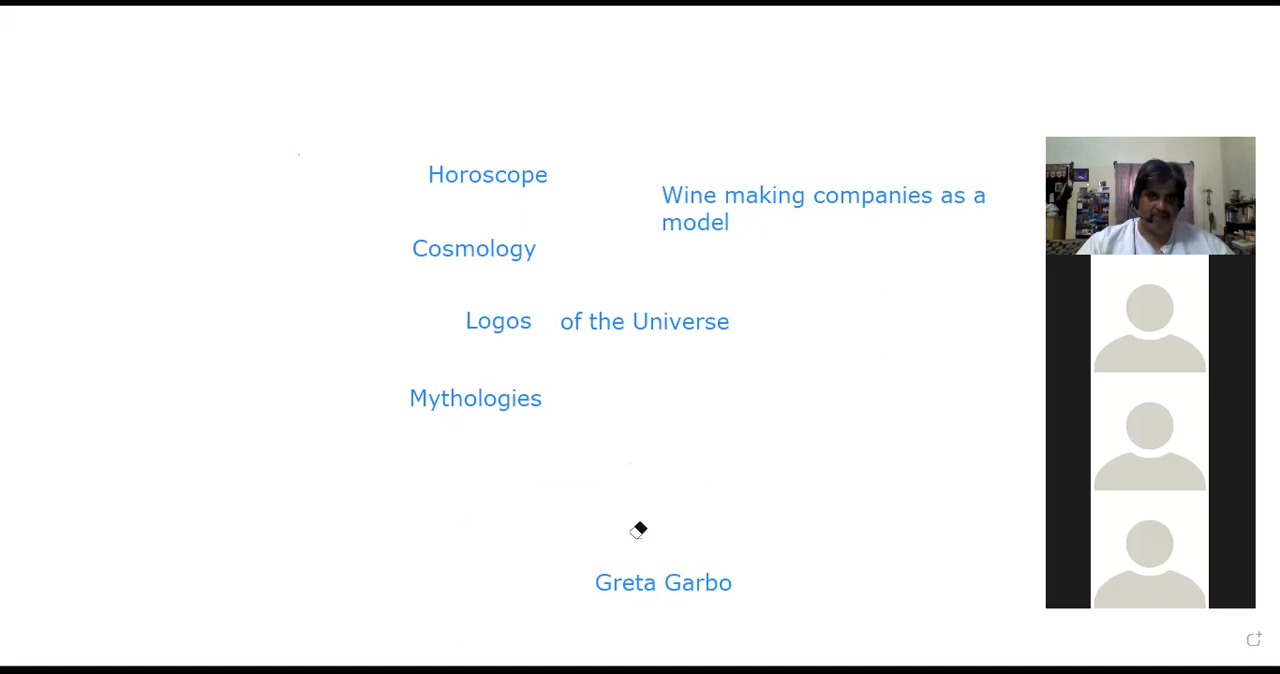 Horoscope
Wine making companies as a
model
Cosmology
Logos of the Universe
Mythologies
Greta Garbo